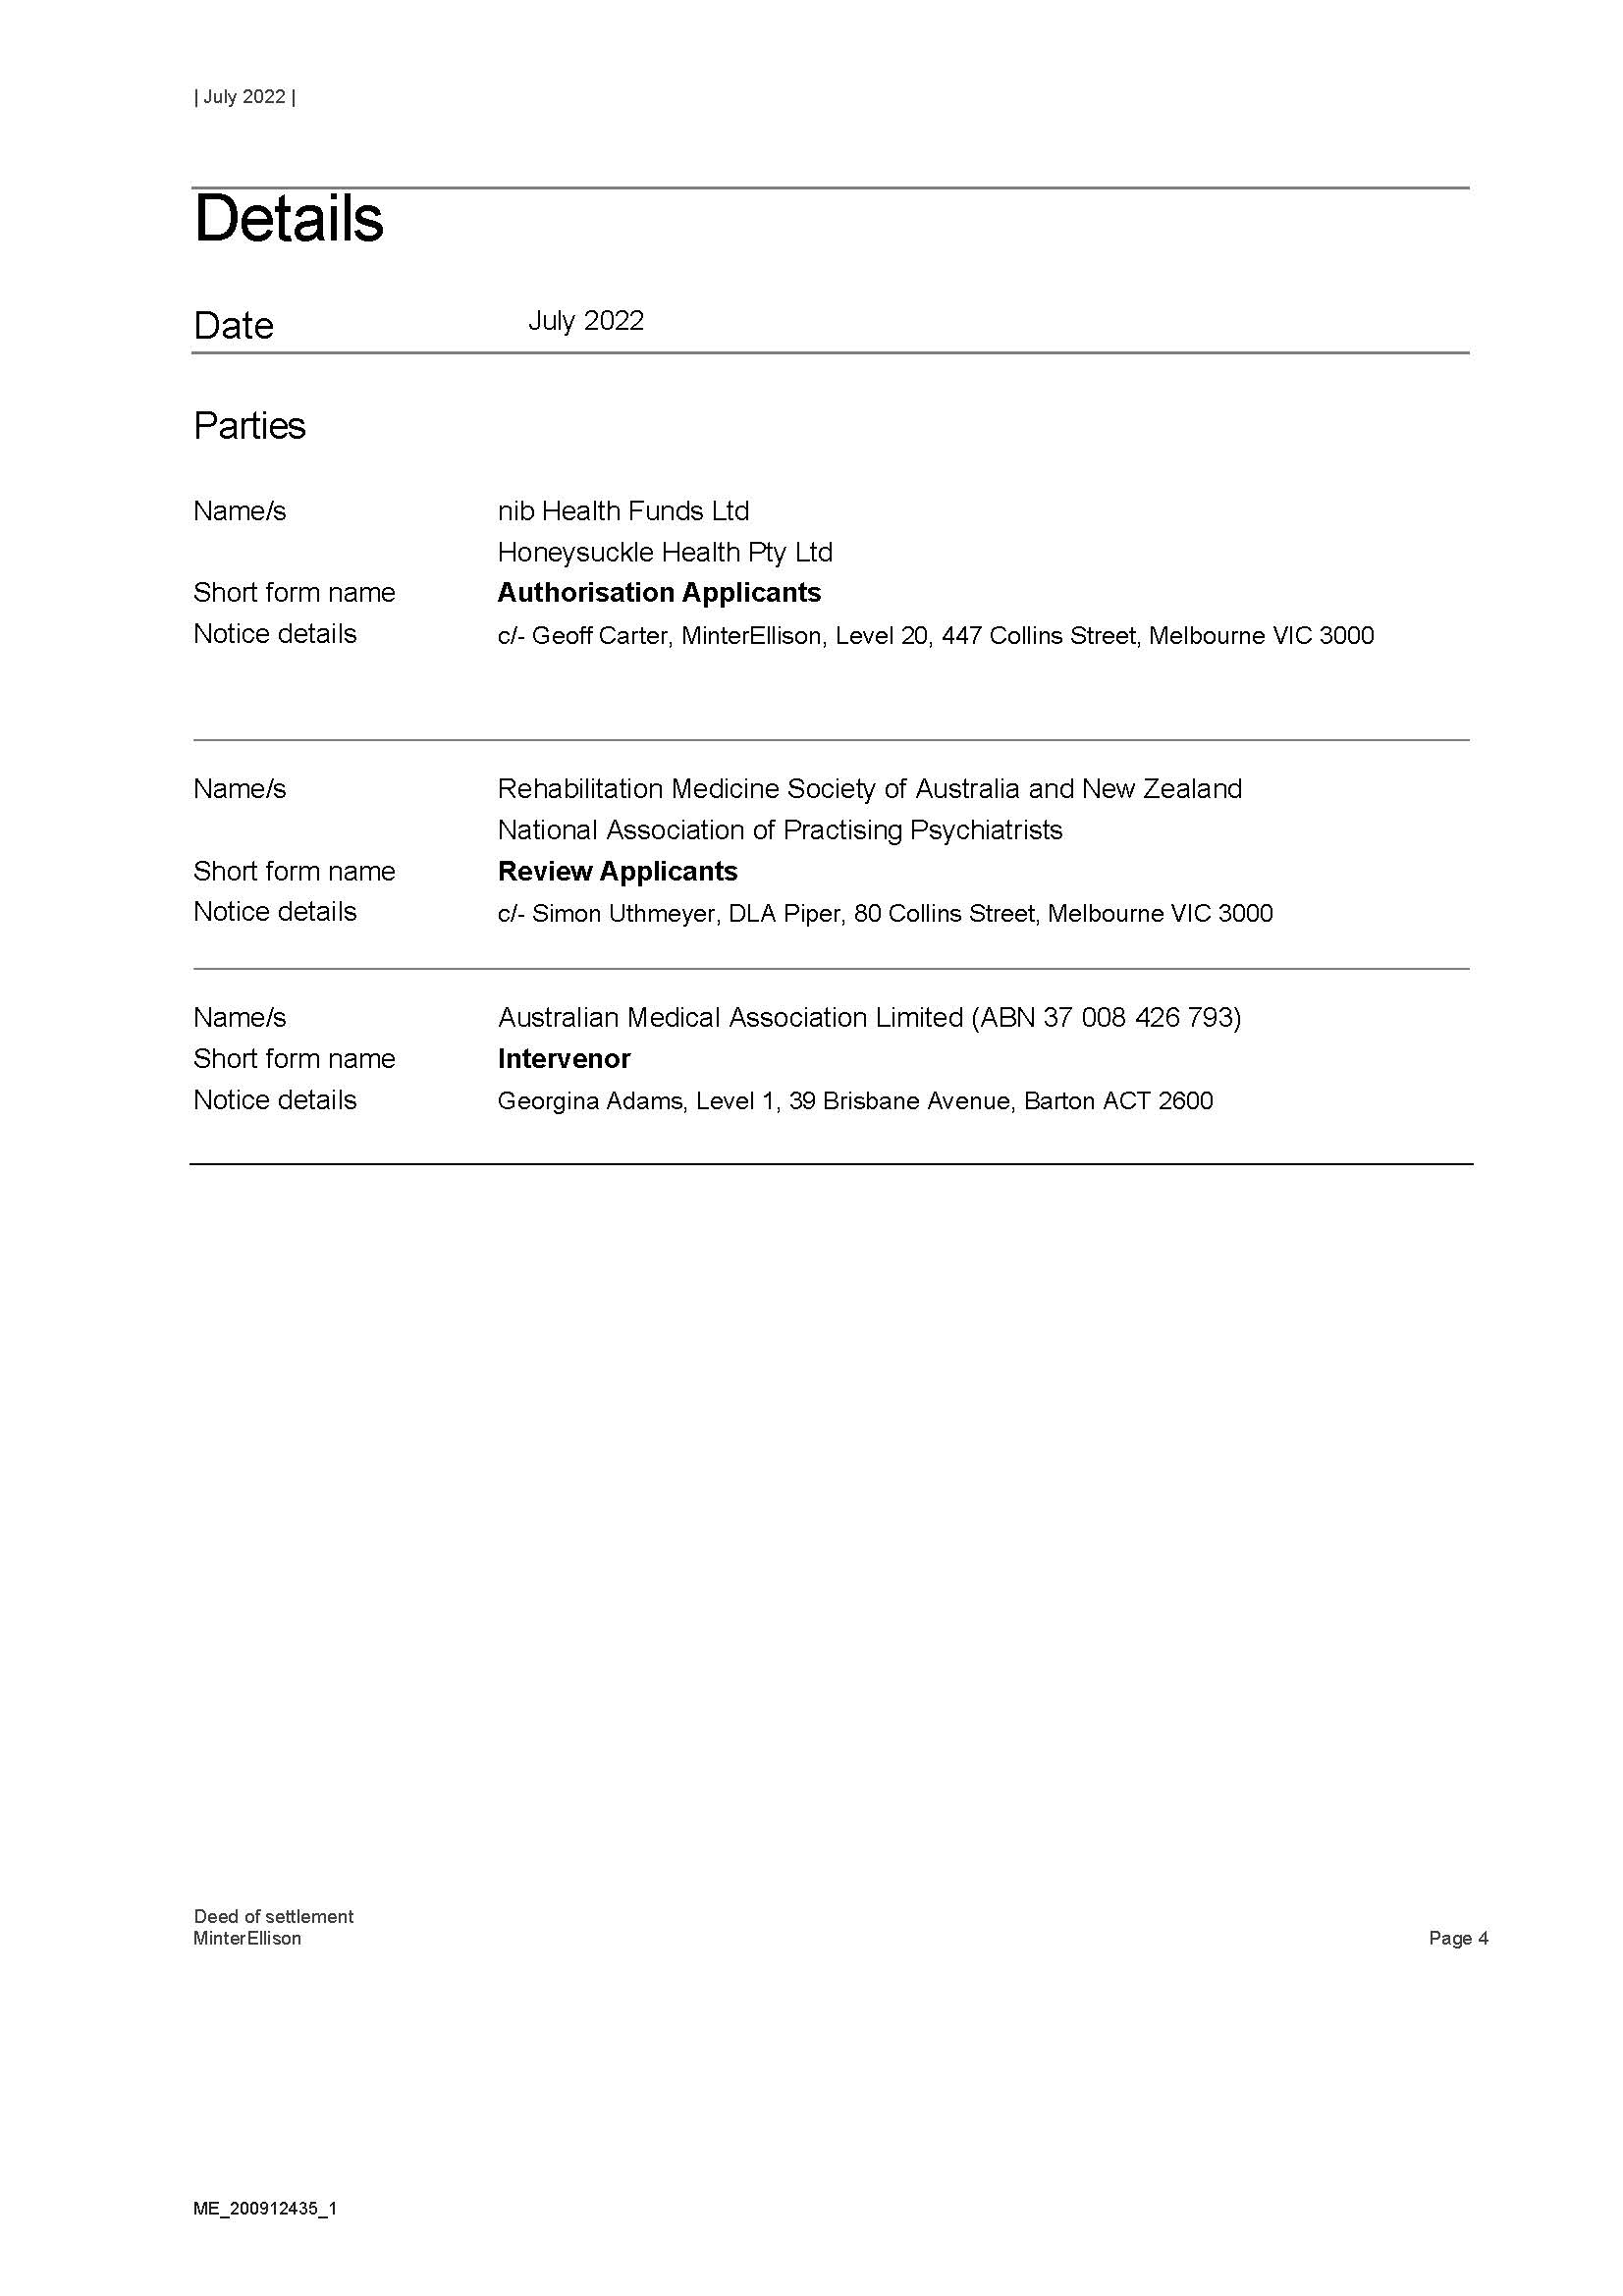 | July 2022 |
Details
Date July 2022
Parties
Name/s nib Health Funds Ltd
Honeysuckle Health Pty Ltd
Short form name Authorisation Applicants
Notice details c/- Geoff Carter, MinterEllison, Level 20, 447 Collins Street, Melbourne VIC 3000
Name/s Rehabilitation Medicine Society of Australia and New Zealand
National Association of Practising Psychiatrists
Short form name Review Applicants
Notice details c/- Simon Uthmeyer, DLA Piper, 80 Collins Street, Melbourne VIC 3000
Name/s Australian Medical Association Limited (ABN 37 008 426 793)
Short form name Intervenor
Notice details Georgina Adams, Level 1, 39 Brisbane Avenue, Barton ACT 2600
Deed of settlement
MinterEllison Page 4
ME_200912435_1